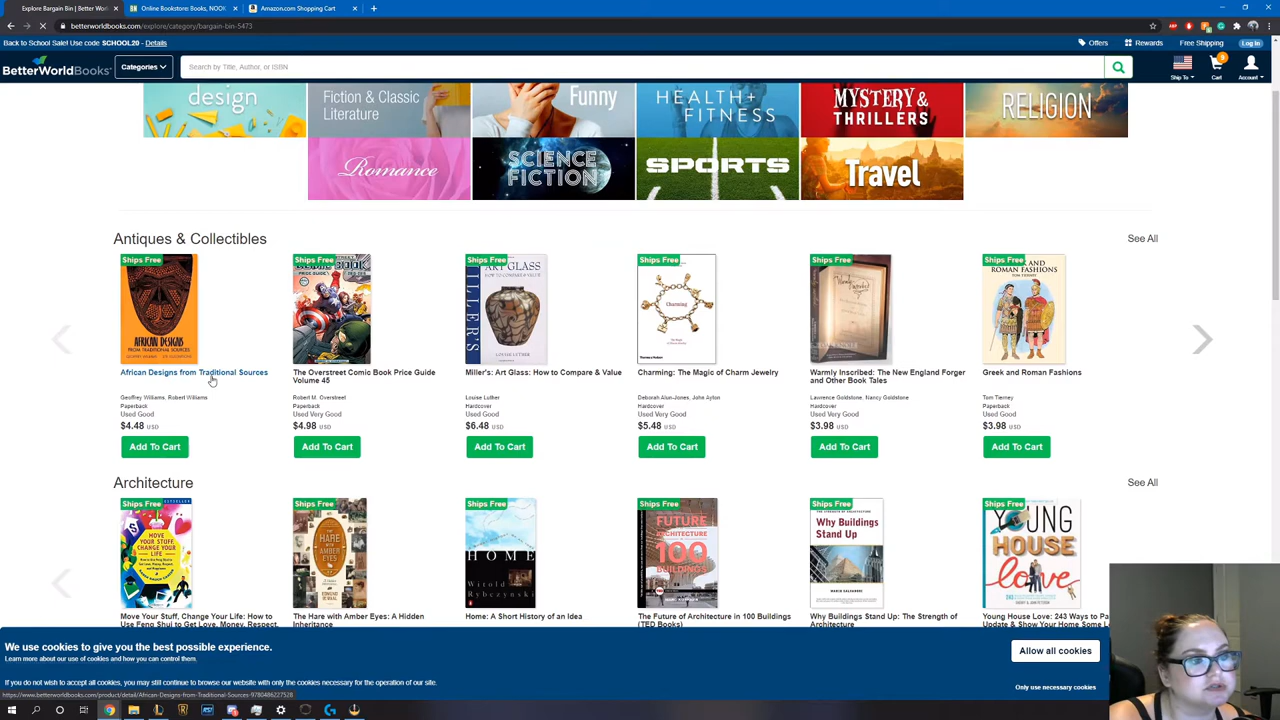 Explore Bargain Bin | Better Worl
Online Bookstore: Books, NOOK
Amazon.com Shopping Cart
betterworldbooks.com/explore/category/bargain-bin-5473
Back to School Sale! Use code SCHOOL20 - Details
Offers
Rewards
Free Shipping
Log In
BetterWorldBooks
Categories
Search by Title, Author, or ISBN
Ship To
Cart
Account
design
Fiction & Classic
Literature
Funny
HEALTH+
FITNESS
MYSTERY &
THRILLERS
RELIGION
Romance
SCIENCE
FICTION
SPORTS
Travel
Antiques & Collectibles
See All
Ships Free
Ships Free
Ships Free
Ships Free
Ships Free
Ships Free
AFRICAN DESIGNS
FROM TRADITIONAL SOURCES
PRICE GUIDE
MILLER'S
ART GLASS
Charming
AND
ROMAN FASHIONS
TOM TIERNEY
African Designs from Traditional Sources
Geoffrey Williams, Robert Williams
Paperback
Used Good
$4.48 USD
Add To Cart
The Overstreet Comic Book Price Guide
Volume 45
Robert M. Overstreet
Paperback
Used Very Good
$4.98 USD
Add To Cart
Miller's: Art Glass: How to Compare & Value
Louise Luther
Hardcover
Used Good
$6.48 USD
Add To Cart
Charming: The Magic of Charm Jewelry
Deborah Alun-Jones, John Ayton
Hardcover
Used Very Good
$5.48 USD
Add To Cart
Warmly Inscribed: The New England Forger
and Other Book Tales
Lawrence Goldstone, Nancy Goldstone
Hardcover
Used Very Good
$3.98 USD
Add To Cart
Greek and Roman Fashions
Tom Tierney
Paperback
Used Good
$3.98 USD
Add To Cart
Architecture
See All
Ships Free
Ships Free
Ships Free
Ships Free
Ships Free
Ships Free
MOVE YOUR
STUFF,
CHANGE YOUR
LIFE
THE
HARE
WITH
AMBER
EYES
HOME
Witold
Rybczynski
THE
FUTURE
ARCHITECTURE
100
BUILDINGS
Why Buildings
Stand Up
YOUNG
HOUSE
love
Move Your Stuff, Change Your Life: How to
Use Feng Shui to Get Love, Money, Respect,
The Hare with Amber Eyes: A Hidden
Inheritance
Home: A Short History of an Idea
The Future of Architecture in 100 Buildings
(TED Books)
Why Buildings Stand Up: The Strength of
Architecture
Young House Love: 243 Ways to Pa
Update & Show Your Home Some L
We use cookies to give you the best possible experience.
Learn more about our use of cookies and how you can control them.
If you do not wish to accept all cookies, you may still continue to browse our website with only the cookies necessary for the operation of our site.
Allow all cookies
Only use necessary cookies
https://www.betterworldbooks.com/product/detail/African-Designs-from-Traditional-Sources-9780486227528